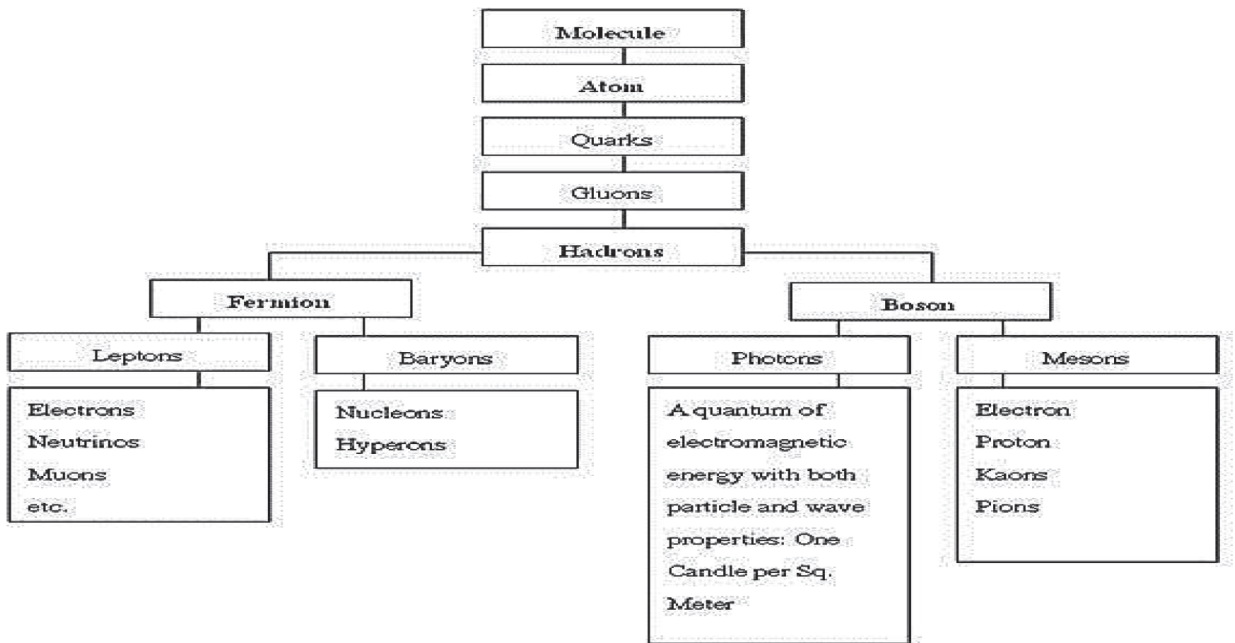 Molecule
Atom
Quarks
Gluons
Hadrons
Fermion
Boson
Leptons
Baryons
Photons
Mesons
Electrons
Neutrinos
Muons
etc.
Nucleons
Hyperons
A quantum of
electromagnetic
energy with both
particle and wave
properties: One
Candle per Sq.
Meter
Electron
Proton
Kaons
Pions